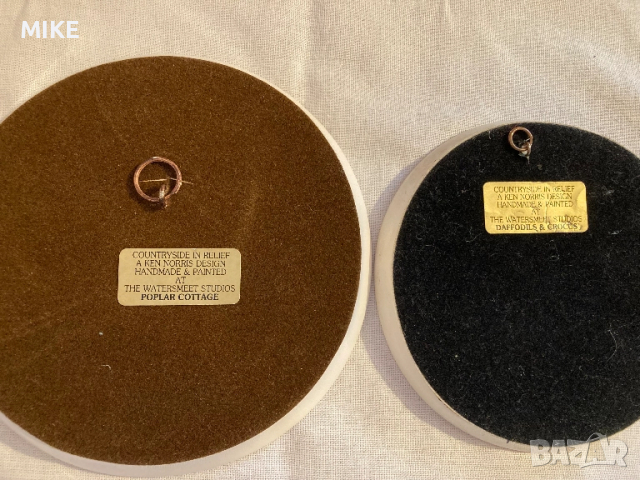 MIKE
COUNTRYSIDE IN RELIEF
A KEN NORRIS DESIGN
HANDMADE & PAINTED
AT
THE WATERSMEET STUDIOS
POPLAR COTTAGE
COUNTRYSIDE IN RELIEF
A KEN NORRIS DESIGN
HANDMADE & PAINTED
AT
THE WATERSMEET STUDIOS
DAFFODILS & CROCUS
BAZAR